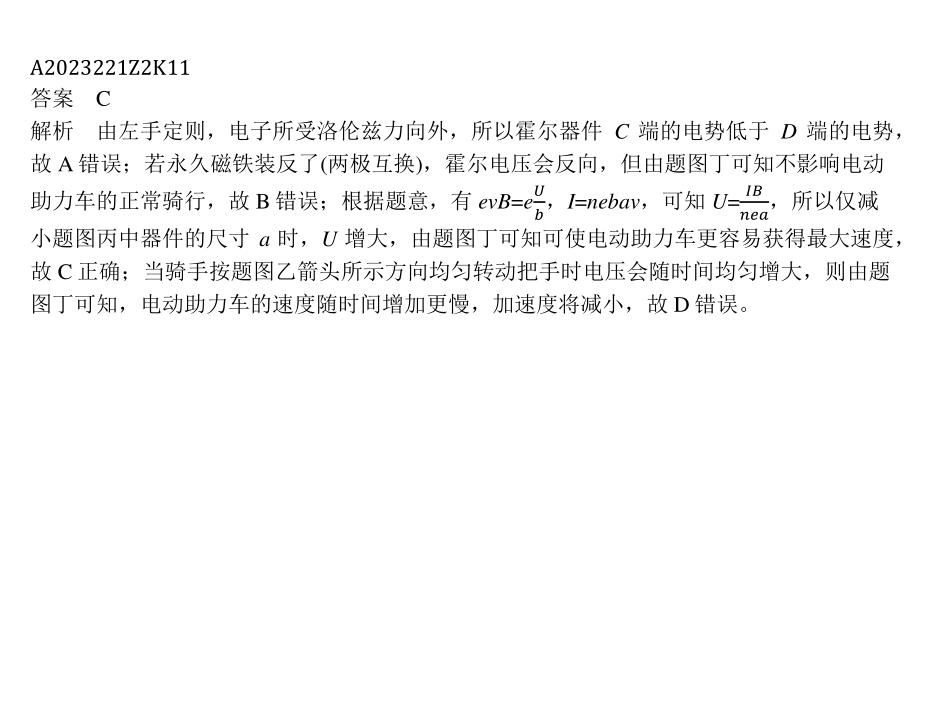 A2023221Z2K11
答案 C
解析 由左手定则，电子所受洛伦兹力向外，所以霍尔器件 C 端的电势低于 D 端的电势，
故 A 错误；若永久磁铁装反了(两极互换)，霍尔电压会反向，但由题图丁可知不影响电动
助力车的正常骑行，故 B 错误；根据题意，有 evB=e\frac{U}{b}，I=nebav，可知 U=\frac{IB}{nea}，所以仅减
小题图丙中器件的尺寸 a 时，U 增大，由题图丁可知可使电动助力车更容易获得最大速度，
故 C 正确；当骑手按题图乙箭头所示方向均匀转动把手时电压会随时间均匀增大，则由题
图丁可知，电动助力车的速度随时间增加更慢，加速度将减小，故 D 错误。